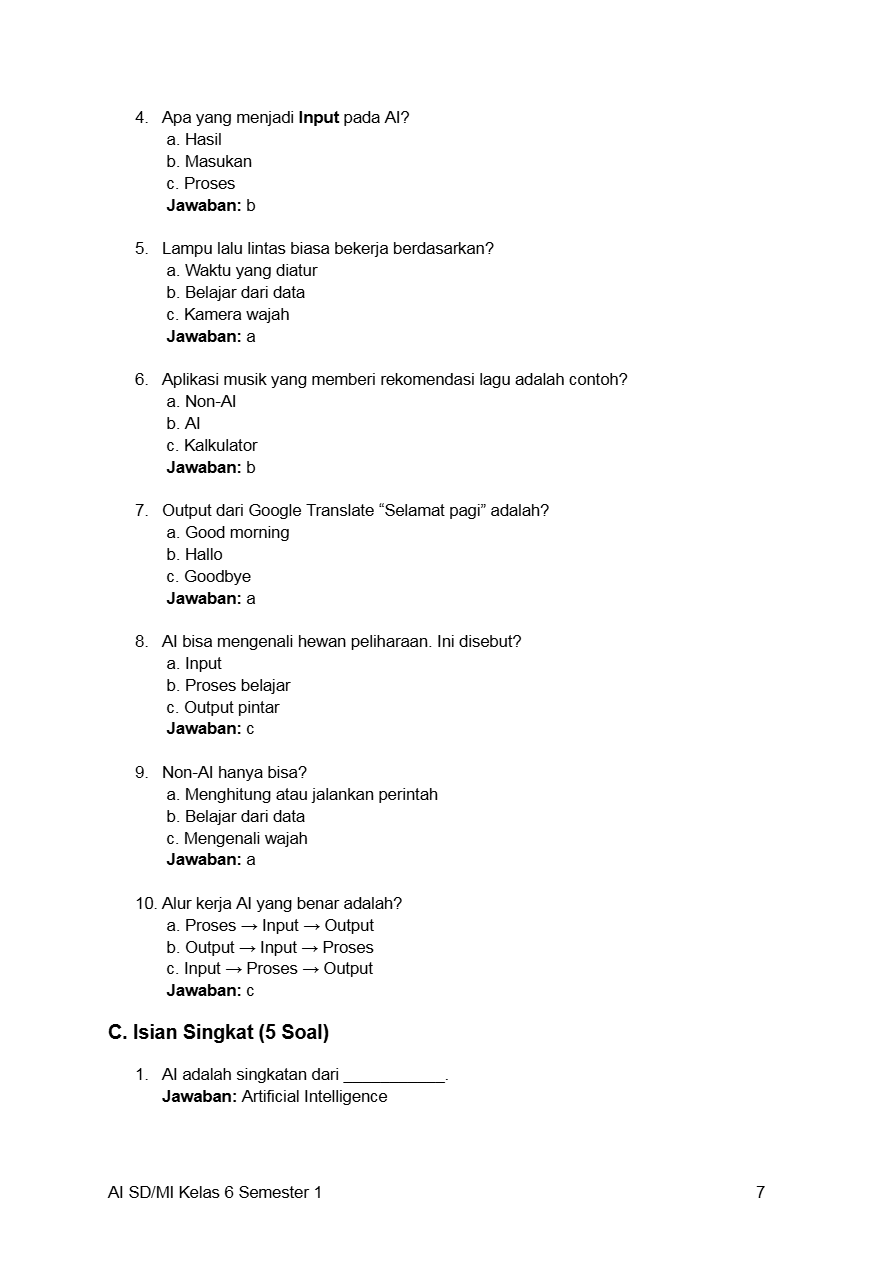 4. Apa yang menjadi Input pada AI?
a. Hasil
b. Masukan
c. Proses
Jawaban: b
5. Lampu lalu lintas biasa bekerja berdasarkan?
a. Waktu yang diatur
b. Belajar dari data
c. Kamera wajah
Jawaban: a
6. Aplikasi musik yang memberi rekomendasi lagu adalah contoh?
a. Non-AI
b. AI
c. Kalkulator
Jawaban: b
7. Output dari Google Translate “Selamat pagi” adalah?
a. Good morning
b. Hallo
c. Goodbye
Jawaban: a
8. AI bisa mengenali hewan peliharaan. Ini disebut?
a. Input
b. Proses belajar
c. Output pintar
Jawaban: c
9. Non-AI hanya bisa?
a. Menghitung atau jalankan perintah
b. Belajar dari data
c. Mengenali wajah
Jawaban: a
10. Alur kerja AI yang benar adalah?
a. Proses → Input → Output
b. Output → Input → Proses
c. Input → Proses → Output
Jawaban: c
C. Isian Singkat (5 Soal)
1. AI adalah singkatan dari ___________.
Jawaban: Artificial Intelligence
AI SD/MI Kelas 6 Semester 1 7